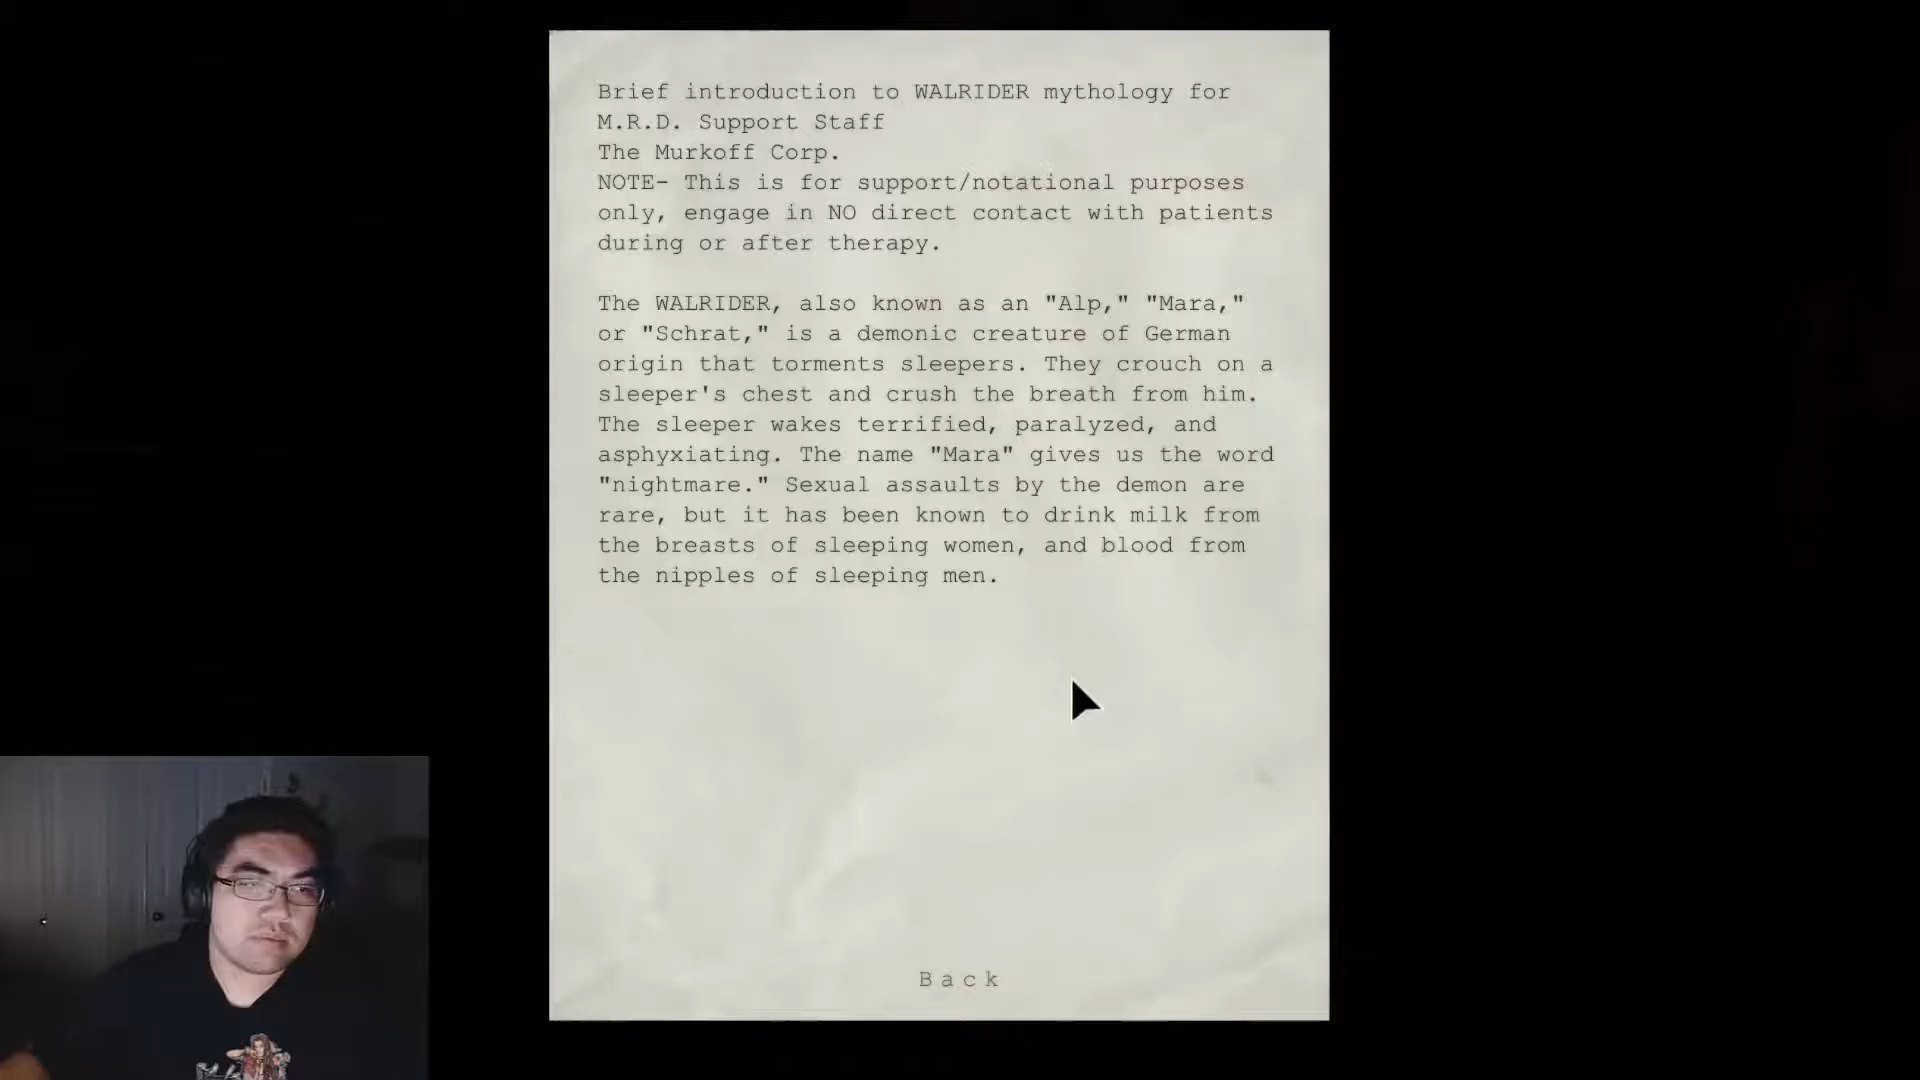 Brief introduction to WALRIDER mythology for
M.R.D. Support Staff
The Murkoff Corp.
NOTE- This is for support/notational purposes
only, engage in NO direct contact with patients
during or after therapy.
The WALRIDER, also known as an "Alp," "Mara,"
or "Schrat," is a demonic creature of German
origin that torments sleepers. They crouch on a
sleeper's chest and crush the breath from him.
The sleeper wakes terrified, paralyzed, and
asphyxiating. The name "Mara" gives us the word
"nightmare." Sexual assaults by the demon are
rare, but it has been known to drink milk from
the breasts of sleeping women, and blood from
the nipples of sleeping men.
Back